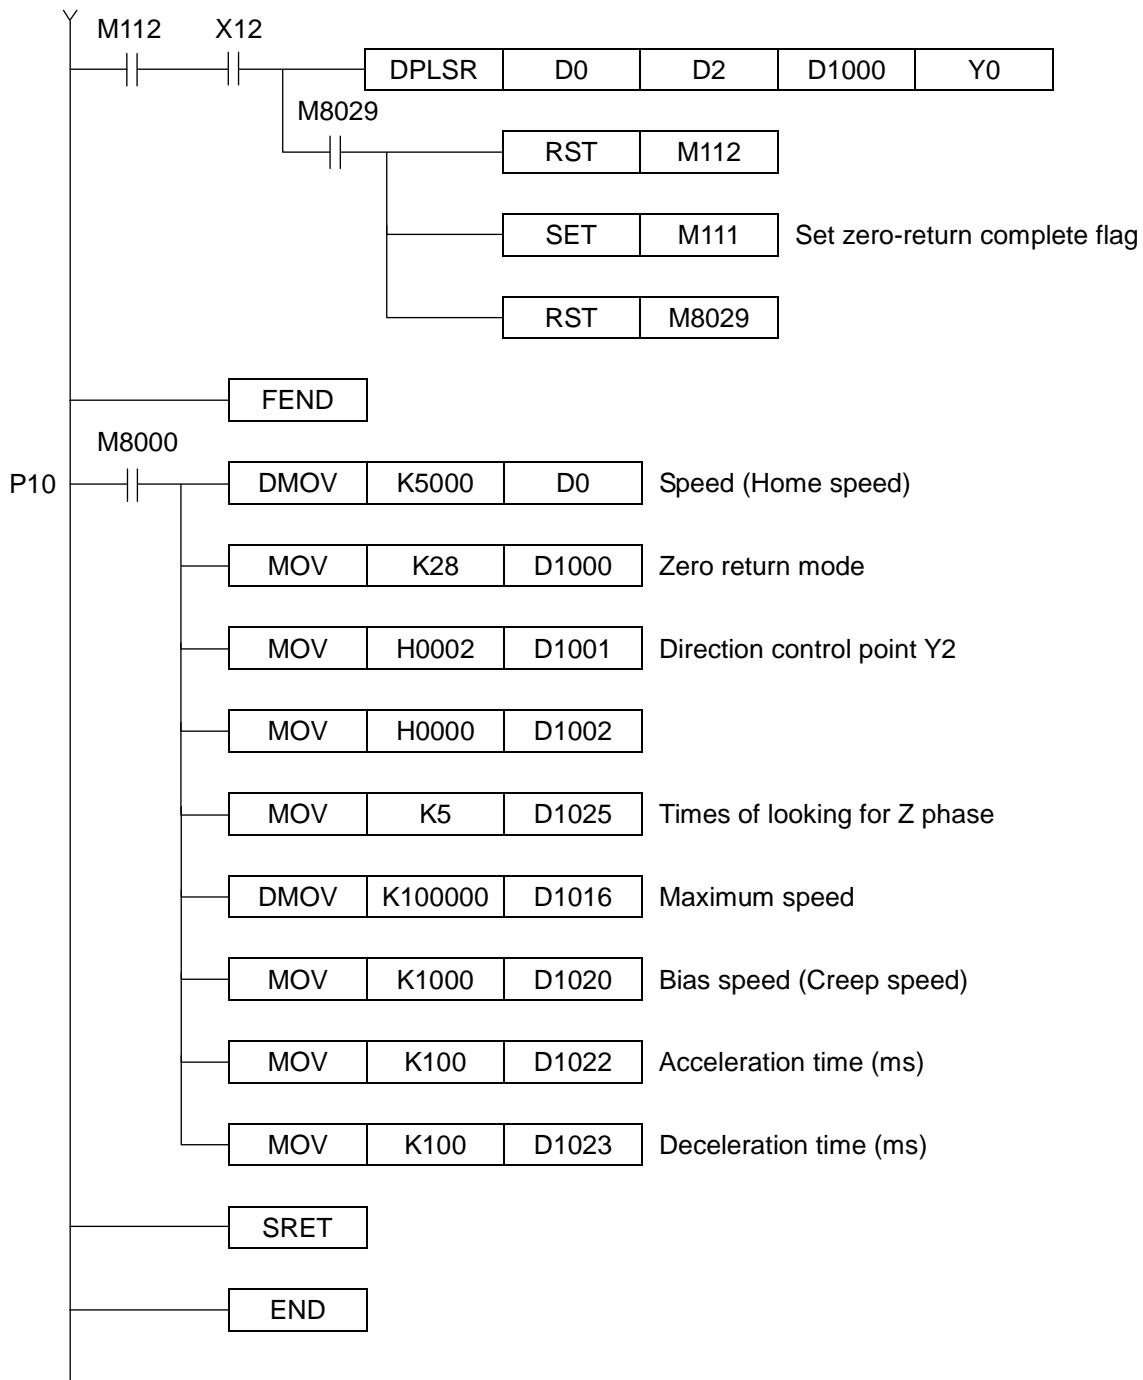 M112 X12
DPLSR D0 D2 D1000 Y0
M8029
RST M112
SET M111 Set zero-return complete flag
RST M8029
FEND
M8000
P10 DMOV K5000 D0 Speed (Home speed)
MOV K28 D1000 Zero return mode
MOV H0002 D1001 Direction control point Y2
MOV H0000 D1002
MOV K5 D1025 Times of looking for Z phase
DMOV K100000 D1016 Maximum speed
MOV K1000 D1020 Bias speed (Creep speed)
MOV K100 D1022 Acceleration time (ms)
MOV K100 D1023 Deceleration time (ms)
SRET
END